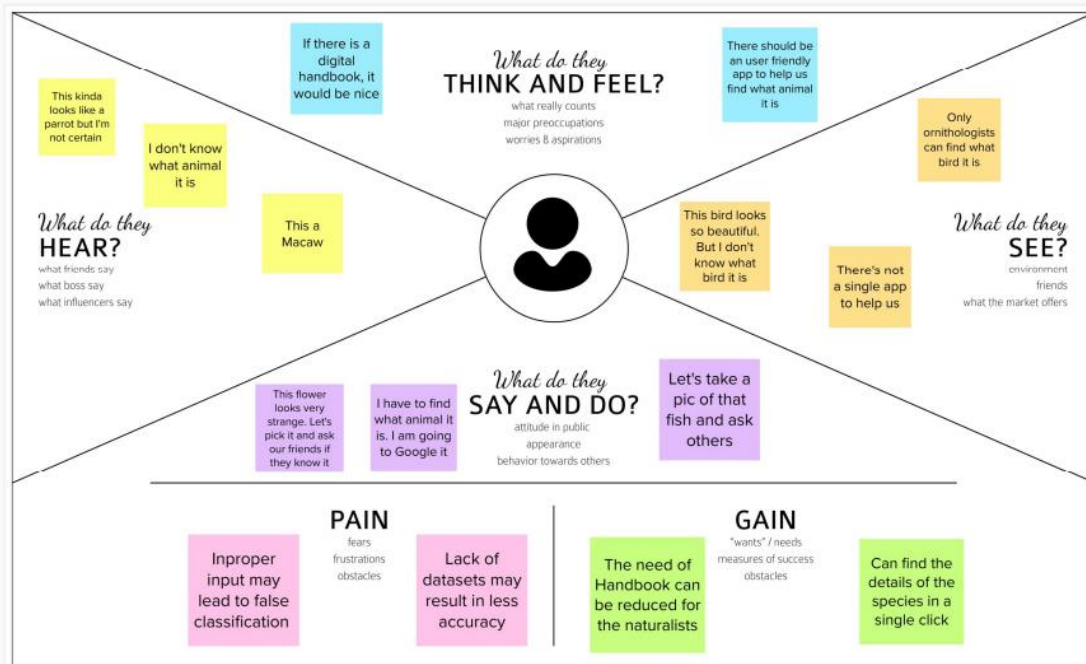 If there is a
digital
handbook, it
would be nice
What do they
THINK AND FEEL?
what really counts
major preoccupations
worries & aspirations
There should be
an user friendly
app to help us
find what animal
it is
This kinda
looks like a
parrot but I'm
not certain
I don't know
what animal
it is
This a
Macaw
What do they
HEAR?
what friends say
what boss say
what influencers say
Only
ornithologists
can find what
bird it is
This bird looks
so beautiful.
But I don't
know what
bird it is
There's not
a single app
to help us
What do they
SEE?
environment
friends
what the market offers
This flower
looks very
strange. Let's
pick it and ask
our friends if
they know it
I have to find
what animal it
is. I am going
to Google it
What do they
SAY AND DO?
attitude in public
appearance
behavior towards others
Let's take a
pic of that
fish and ask
others
PAIN
fears
frustrations
obstacles
Inproper
input may
lead to false
classification
Lack of
datasets may
result in less
accuracy
GAIN
"wants" / needs
measures of success
obstacles
The need of
Handbook can
be reduced for
the naturalists
Can find the
details of the
species in a
single click